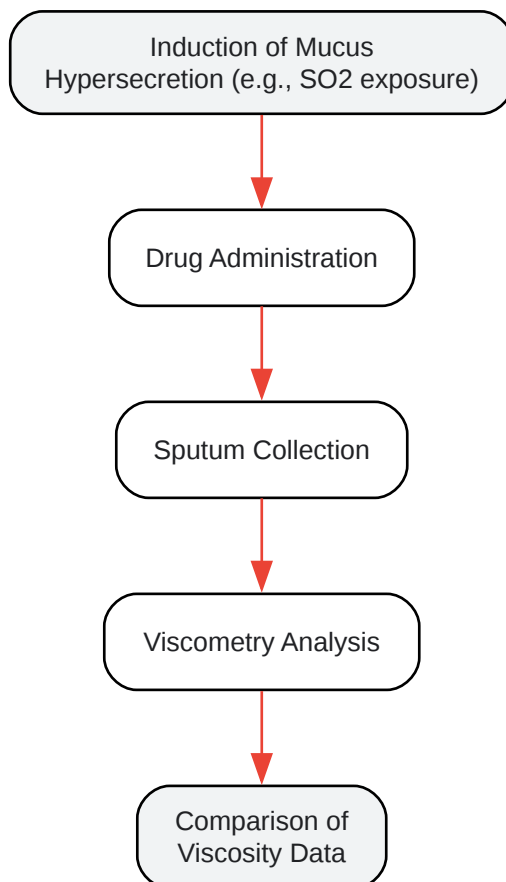 Induction of Mucus
Hypersecretion (e.g., SO2 exposure)
Drug Administration
Sputum Collection
Viscometry Analysis
Comparison of
Viscosity Data